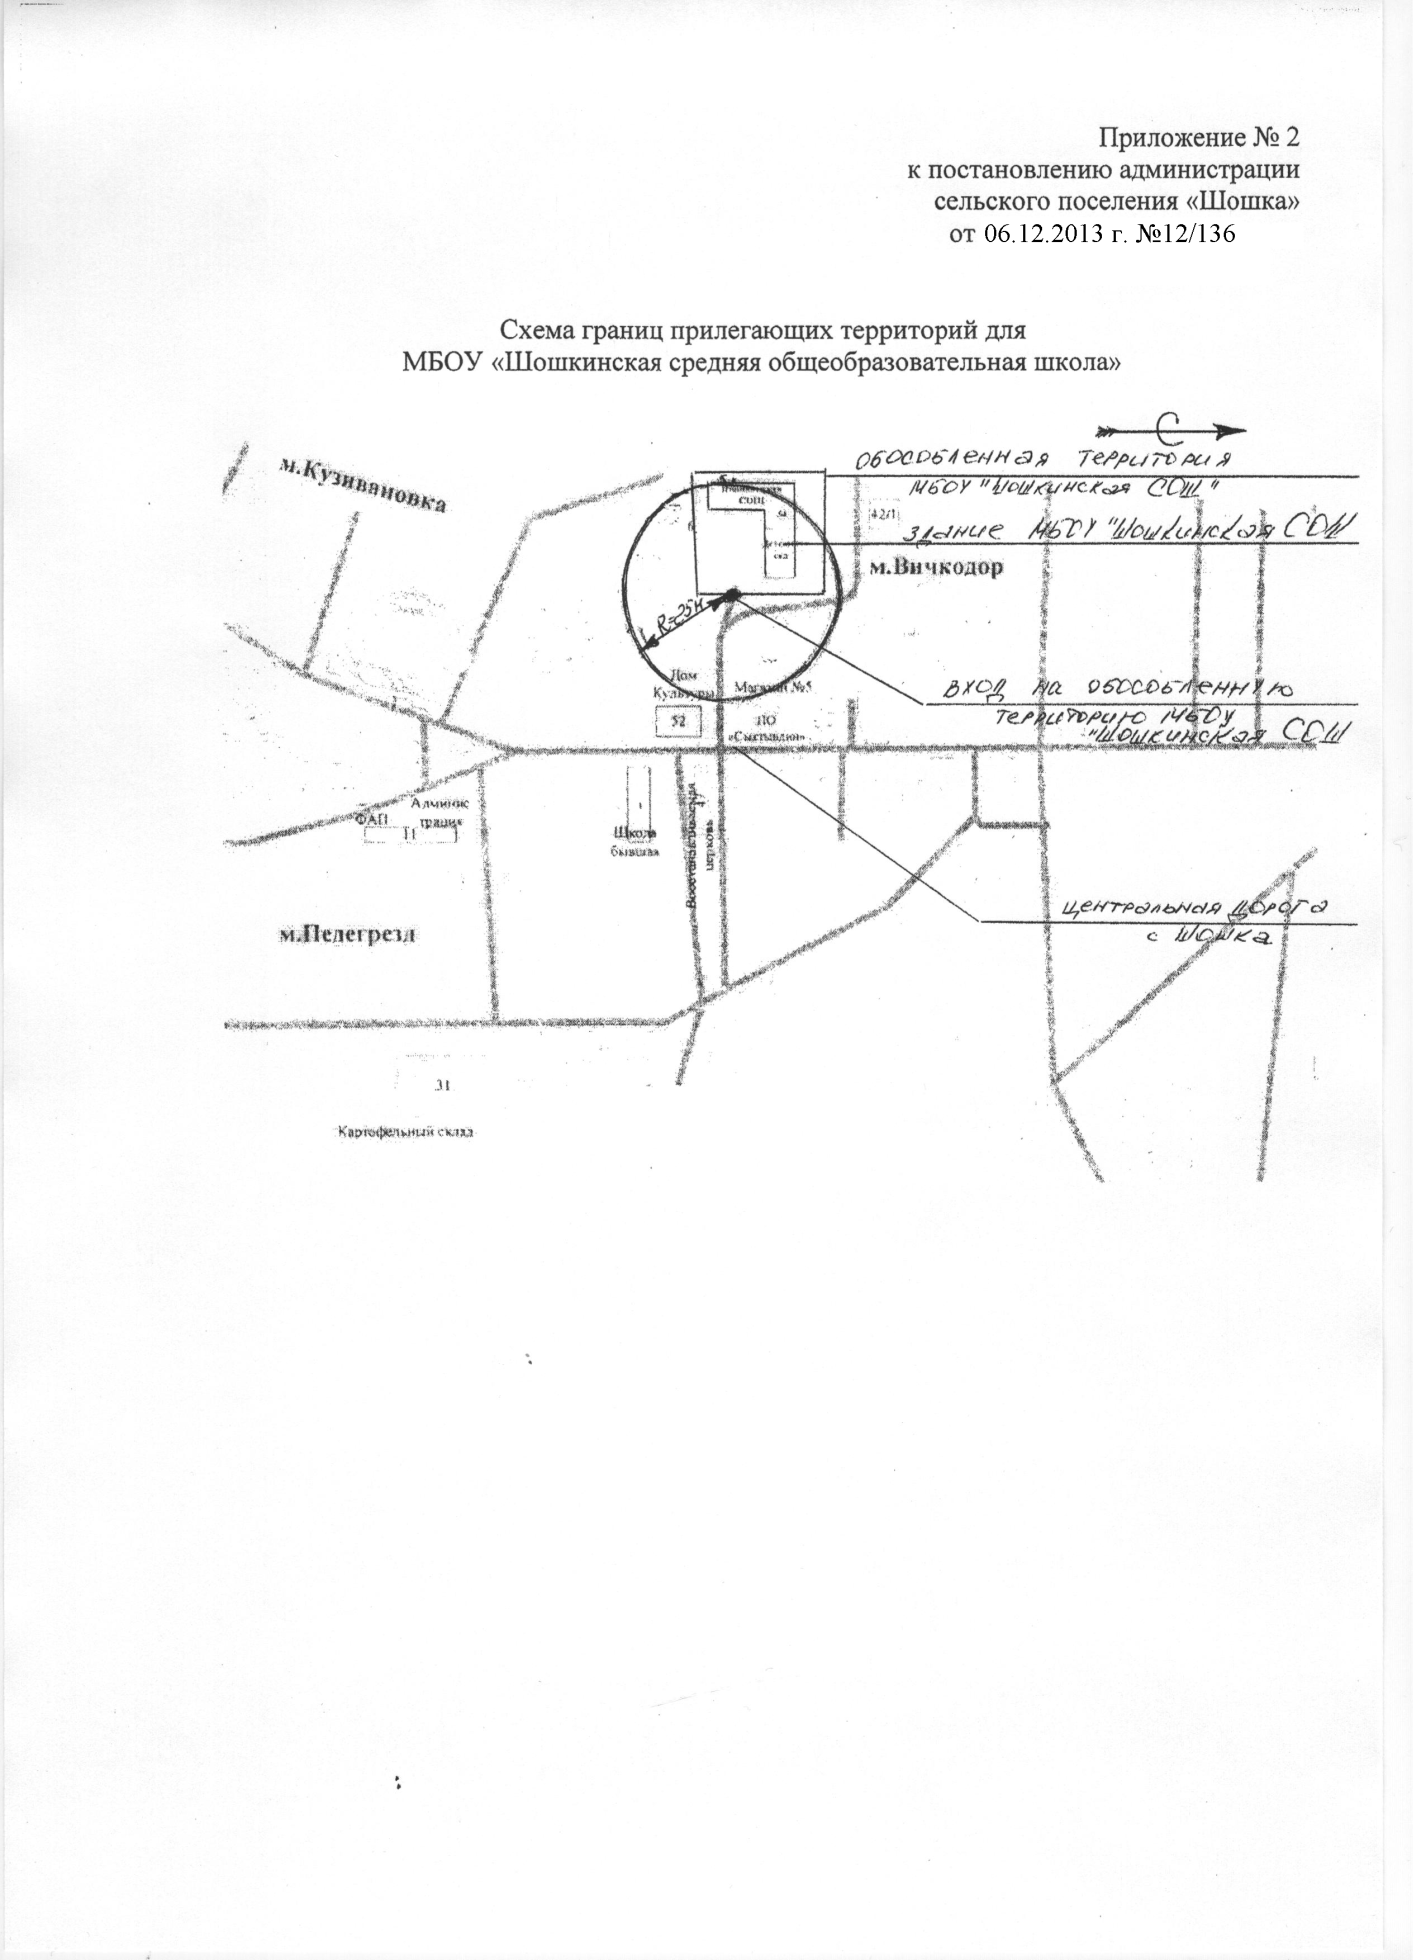 Приложение № 2
к постановлению администрации
сельского поселения «Шошка»
от 06.12.2013 г. №12/136
Схема границ прилегающих территорий для
МБОУ «Шошкинская средняя общеобразовательная школа»
С
м.Кузивановка
обособленная территория
МБОУ "Шошкинская СОШ"
СОШ
42/1
здание МБОУ "Шошкинская СОШ
м.Вичкодор
R=25м
Дом
Культуры
Магазин №5
52
ПО
«Сыктывдин»
вход на обособленную
территорию МБОУ
"Шошкинская СОШ
Админис
трация
ФАП
11
Школа
бывшая
47
церковь
центральная дорога
с Шошка
м.Пелегрезд
31
Картофельный склад